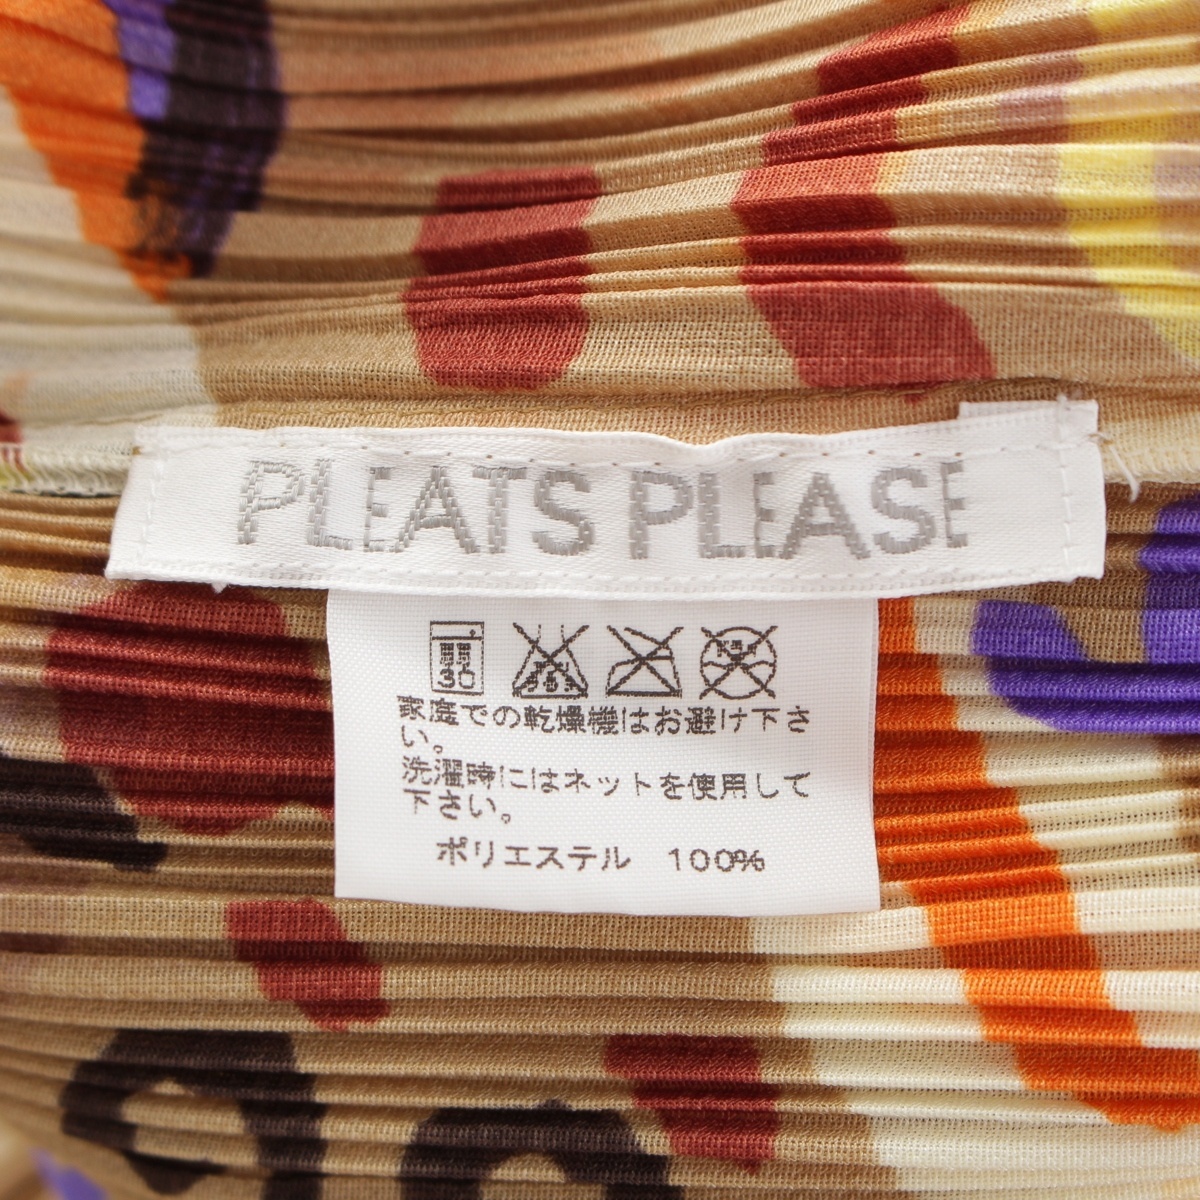 PLEATS PLEASE
弱
30
家庭での乾燥機はお避け下さ
い。
洗濯時にはネットを使用して
下さい。
ポリエステル 100%